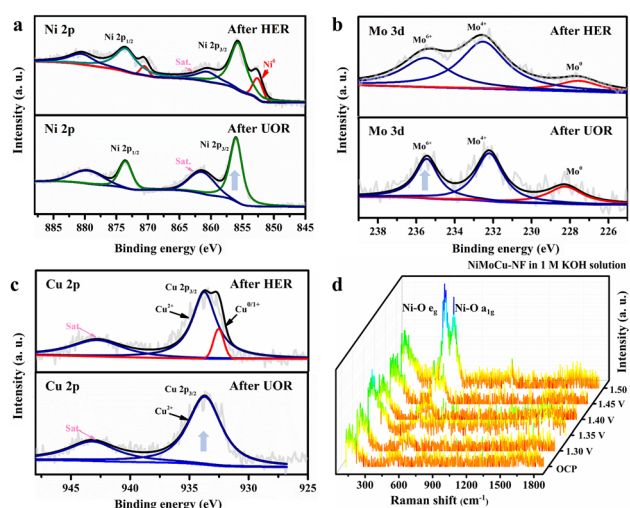 a
Ni 2p
After HER
Ni 2p1/2
Ni 2p3/2
Sat.
Ni0
Ni 2p
After UOR
Ni 2p1/2
Ni 2p3/2
Sat.
885 880 875 870 865 860 855 850 845
Binding energy (eV)
Intensity (a. u.)
b
Mo 3d
After HER
Mo6+
Mo4+
Mo0
Mo 3d
After UOR
Mo6+
Mo4+
Mo0
239 236 233 230 227
Binding energy (eV)
Intensity (a. u.)
c
Cu 2p
After HER
Cu 2p3/2
Cu2+
Cu0/1+
Sat
Cu 2p
After UOR
Cu 2p3/2
Cu2+
Sat.
945 940 935 930 925
Binding energy (eV)
Intensity (a. u.)
NiMoCu-NF in 1 M KOH solution
d
Ni-O eg
Ni-O a1g
1.50
1.45 V
1.40 V
1.35 V
1.30 V
OCP
300 600 900 1200 1500 1800
Raman shift (cm-1)
Intensity (a. u.)